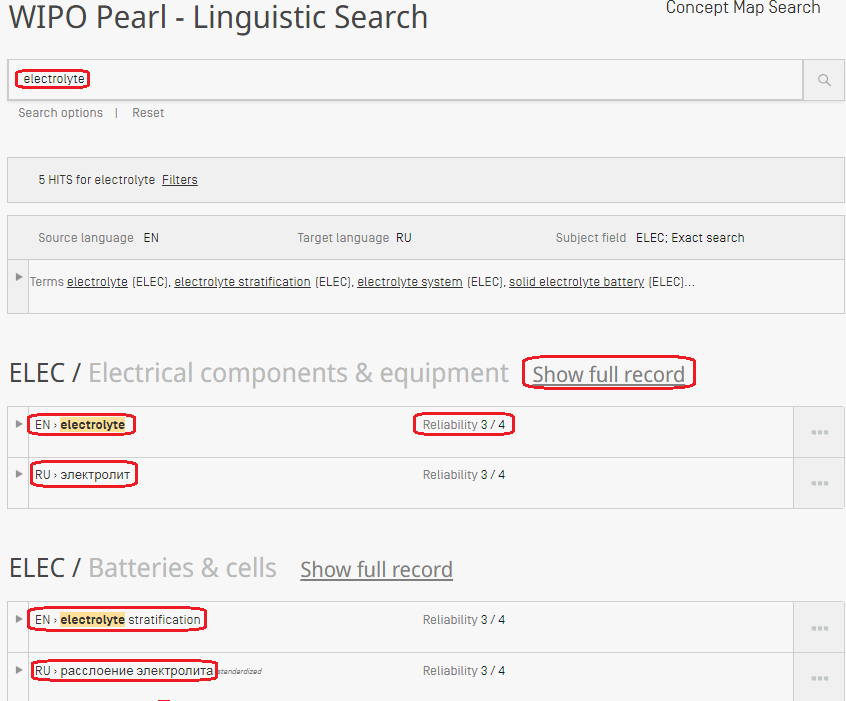 WIPO Pearl - Linguistic Search
Concept Map Search
electrolyte
Search options | Reset
5 HITS for electrolyte Filters
Source language EN Target language RU Subject field ELEC; Exact search
Terms electrolyte (ELEC), electrolyte stratification (ELEC), electrolyte system (ELEC), solid electrolyte battery (ELEC)...
ELEC / Electrical components & equipment Show full record
EN › electrolyte Reliability 3 / 4
RU › электролит Reliability 3 / 4
ELEC / Batteries & cells Show full record
EN › electrolyte stratification Reliability 3 / 4
RU › расслоение электролита standardized Reliability 3 / 4